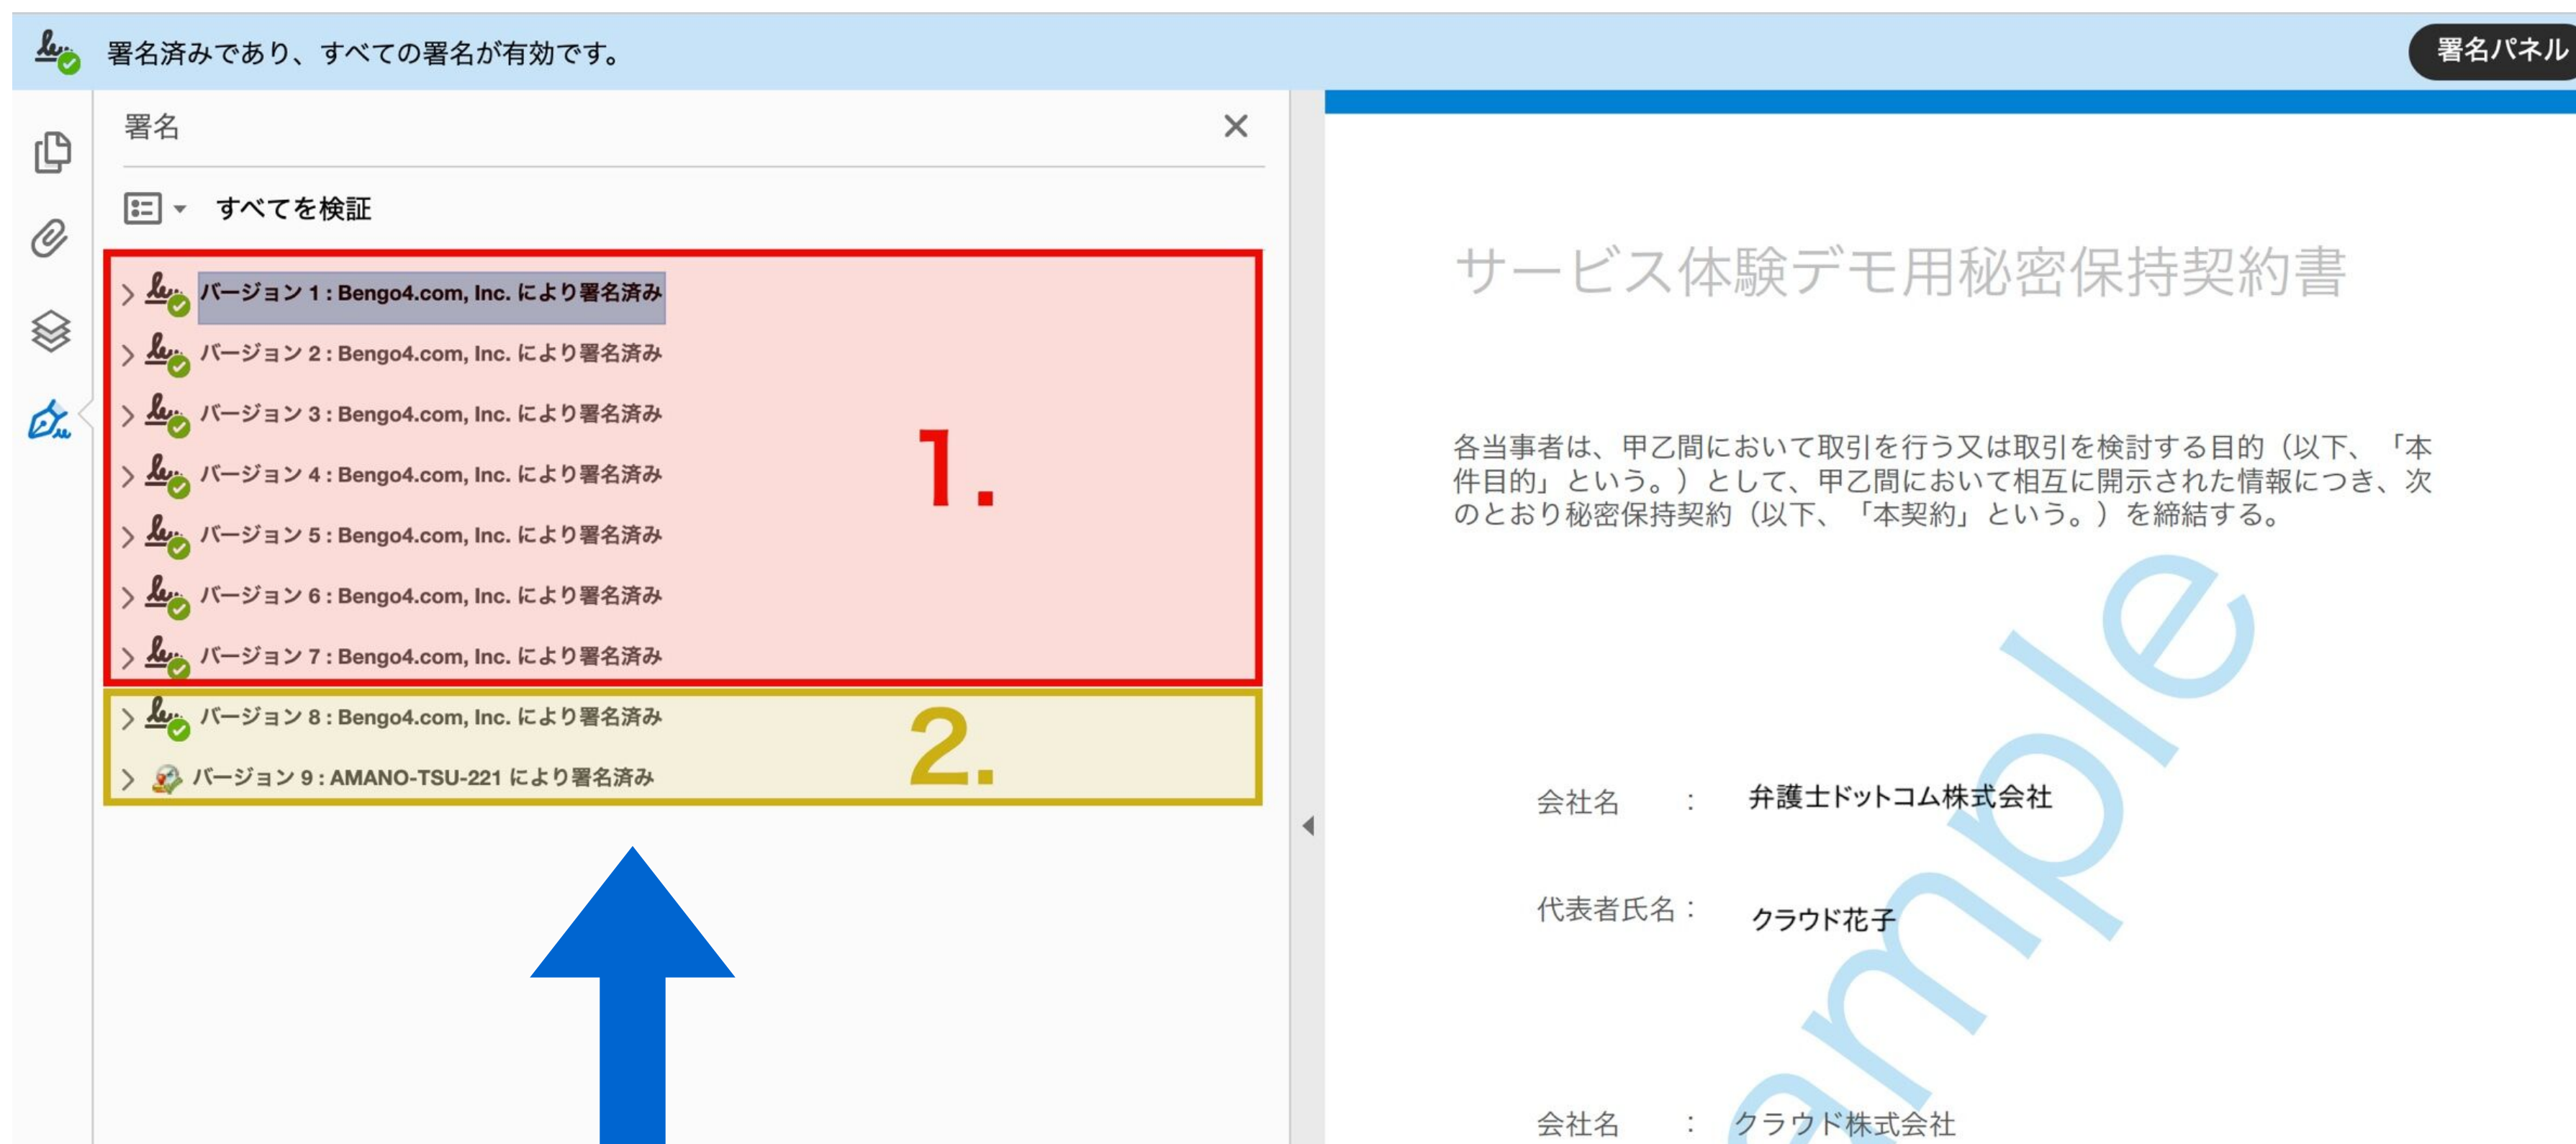 署名済みであり、すべての署名が有効です。
署名パネル
署名
すべてを検証
バージョン 1 : Bengo4.com, Inc. により署名済み
バージョン 2 : Bengo4.com, Inc. により署名済み
バージョン 3 : Bengo4.com, Inc. により署名済み
バージョン 4 : Bengo4.com, Inc. により署名済み
バージョン 5 : Bengo4.com, Inc. により署名済み
バージョン 6 : Bengo4.com, Inc. により署名済み
バージョン 7 : Bengo4.com, Inc. により署名済み
1.
バージョン 8 : Bengo4.com, Inc. により署名済み
バージョン 9 : AMANO-TSU-221 により署名済み
2.
サービス体験デモ用秘密保持契約書
各当事者は、甲乙間において取引を行う又は取引を検討する目的（以下、「本
件目的」という。）として、甲乙間において相互に開示された情報につき、次
のとおり秘密保持契約（以下、「本契約」という。）を締結する。
会社名 : 弁護士ドットコム株式会社
代表者氏名 : クラウド花子
会社名 : クラウド株式会社
ample